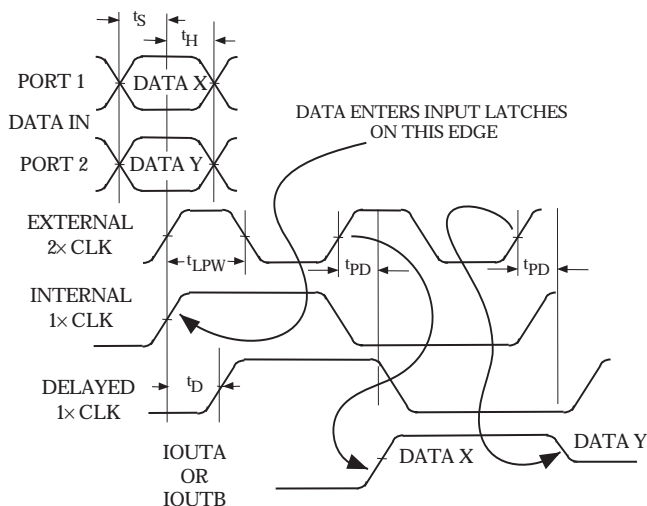 tS
tH
PORT 1
DATA X
DATA IN
DATA ENTERS INPUT LATCHES
ON THIS EDGE
PORT 2
DATA Y
EXTERNAL
2× CLK
tLPW
tPD
tPD
INTERNAL
1× CLK
DELAYED
1× CLK
tD
IOUTA
OR
IOUTB
DATA X
DATA Y